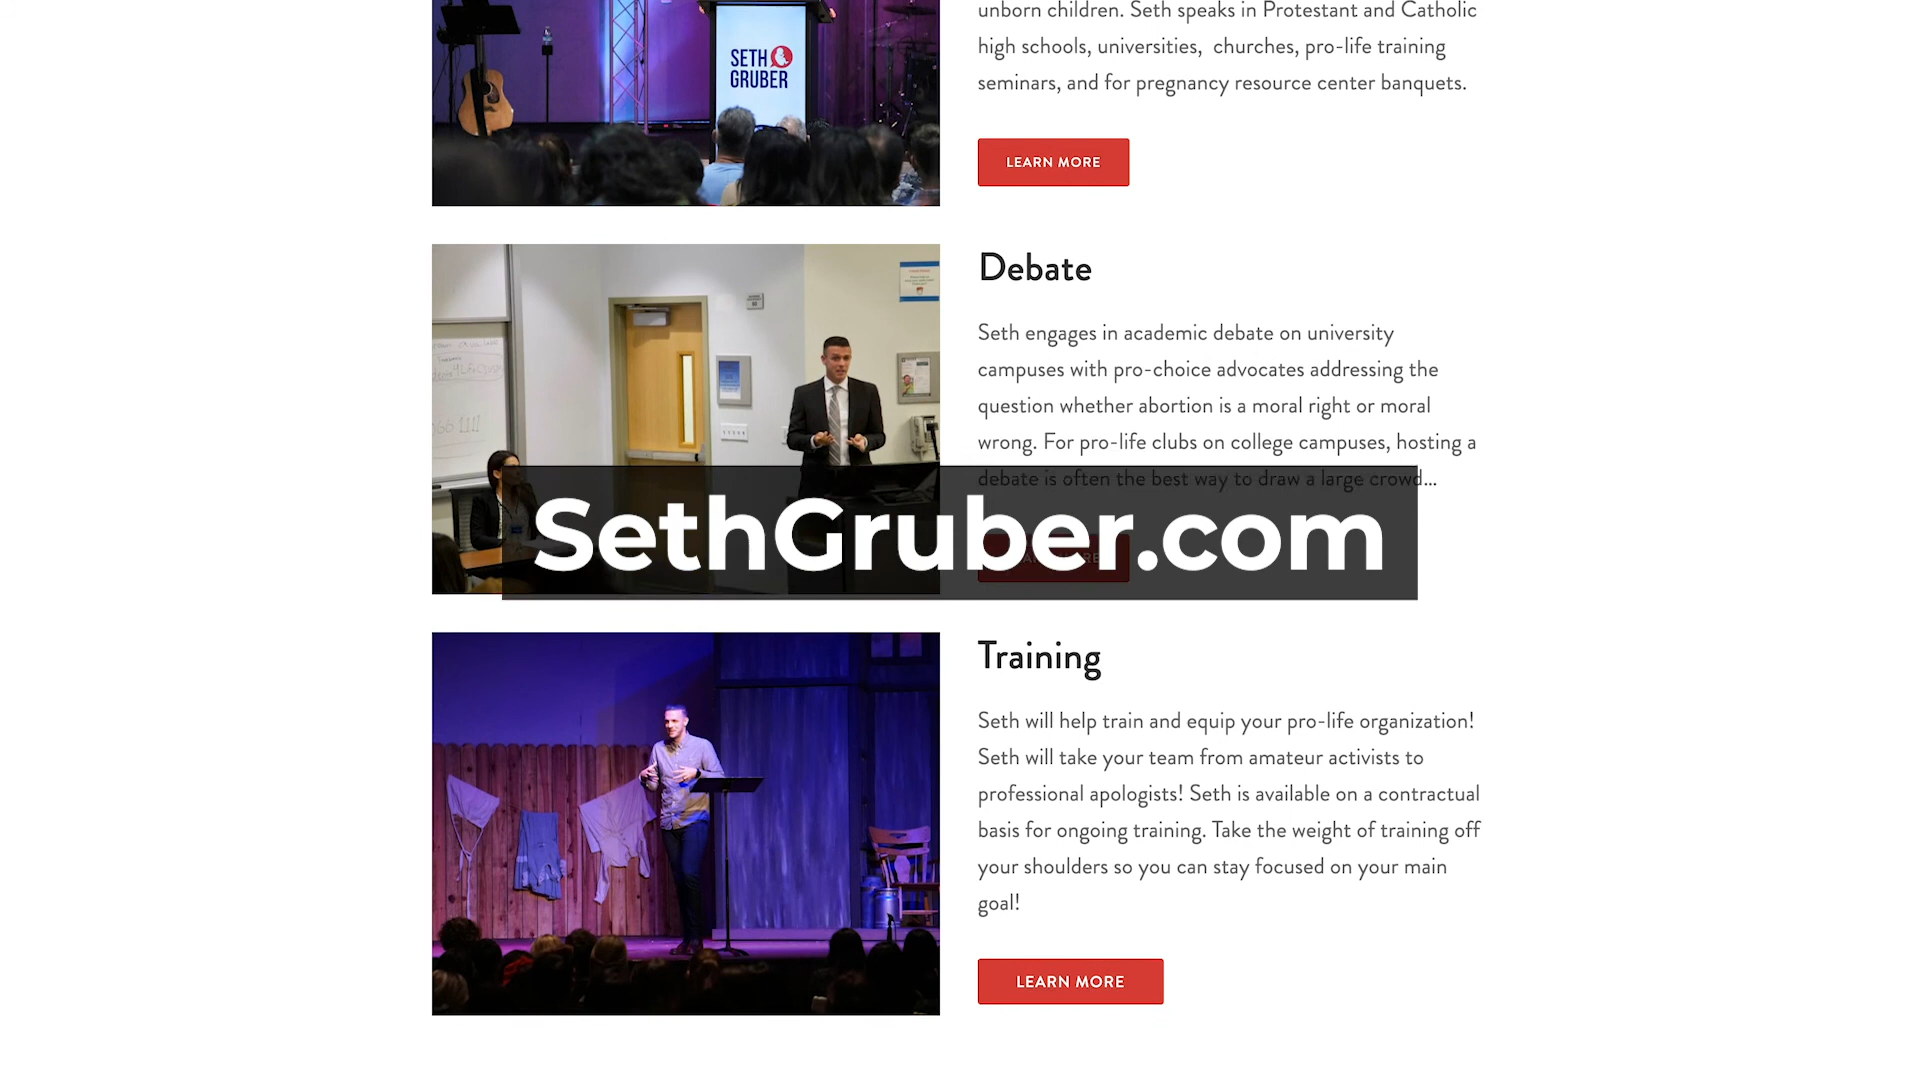 unborn children. Seth speaks in Protestant and Catholic
high schools, universities, churches, pro-life training
seminars, and for pregnancy resource center banquets.
SETH
GRUBER
LEARN MORE
Debate
Seth engages in academic debate on university
campuses with pro-choice advocates addressing the
question whether abortion is a moral right or moral
wrong. For pro-life clubs on college campuses, hosting a
debate is often the best way to draw a large crowd...
SethGruber.com
Training
Seth will help train and equip your pro-life organization!
Seth will take your team from amateur activists to
professional apologists! Seth is available on a contractual
basis for ongoing training. Take the weight of training off
your shoulders so you can stay focused on your main
goal!
LEARN MORE